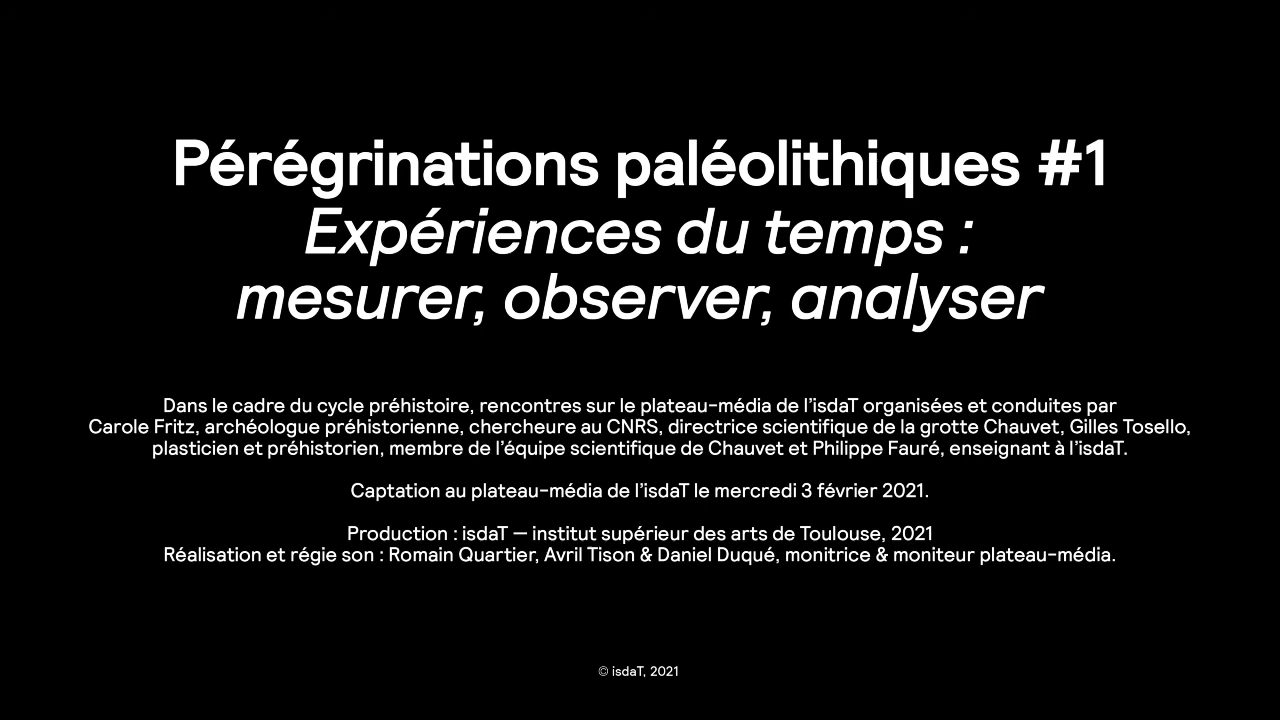 Pérégrinations paléolithiques #1
Expériences du temps :
mesurer, observer, analyser
Dans le cadre du cycle préhistoire, rencontres sur le plateau-média de l’isdaT organisées et conduites par
Carole Fritz, archéologue préhistorienne, chercheure au CNRS, directrice scientifique de la grotte Chauvet, Gilles Tosello,
plasticien et préhistorien, membre de l’équipe scientifique de Chauvet et Philippe Fauré, enseignant à l’isdaT.
Captation au plateau-média de l’isdaT le mercredi 3 février 2021.
Production : isdaT — institut supérieur des arts de Toulouse, 2021
Réalisation et régie son : Romain Quartier, Avril Tison & Daniel Duqué, monitrice & moniteur plateau-média.
© isdaT, 2021